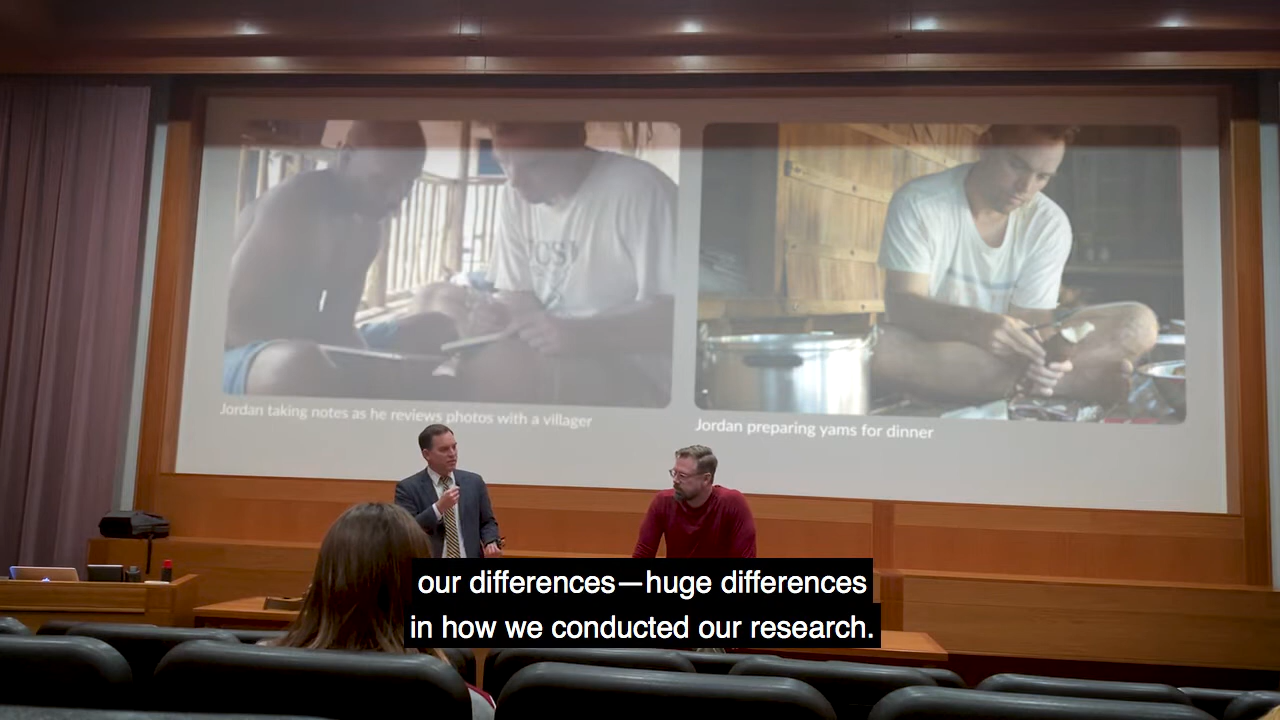 Jordan taking notes as he reviews photos with a villager
Jordan preparing yams for dinner
our differences—huge differences
in how we conducted our research.